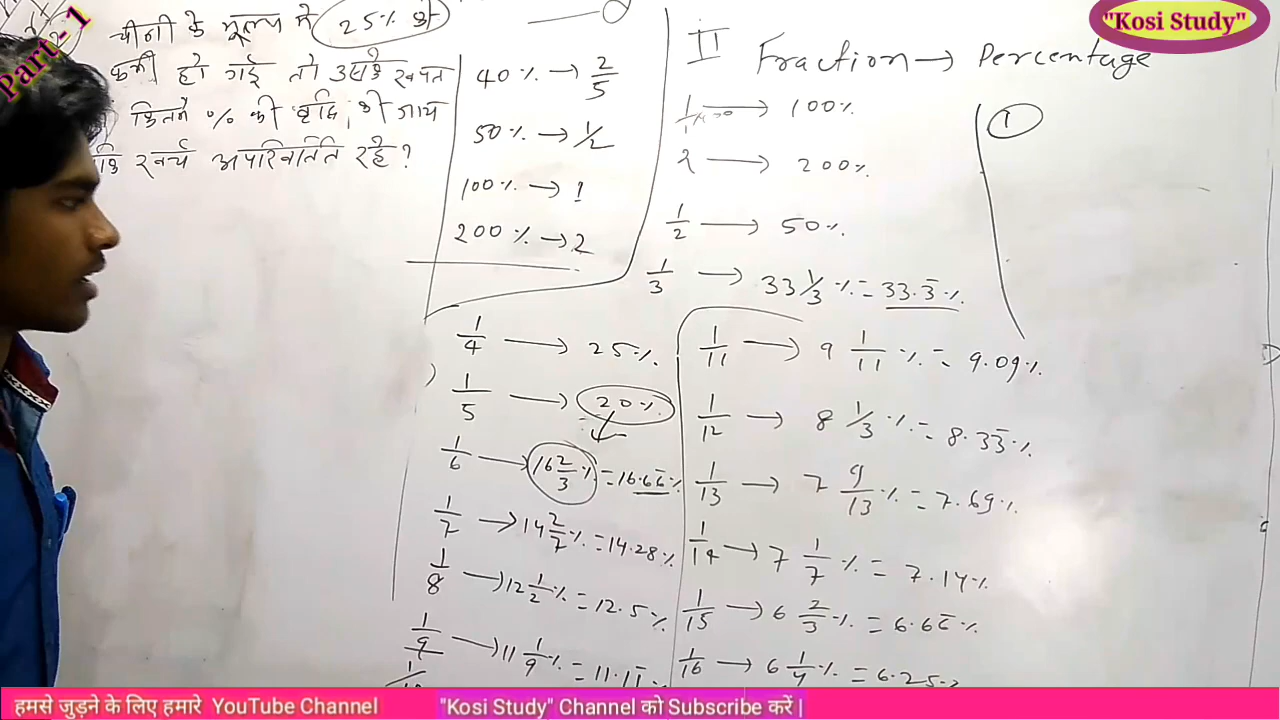 Part-1
"Kosi Study"
चीनी के मूल्य में 25% की
कमी हो गई तो उसके खपत
कितने % की वृद्धि की जाय
कि खर्च अपरिवर्तित रहे?
40% → 2/5
50% → 1/2
100% → 1
200% → 2
II Fraction → Percentage
→ 100%
2 → 200%
1/2 → 50%
1/3 → 33 1/3 % = 33.3̅%
1/4 → 25%
1/5 → 20%
1/6 → 16 2/3 % = 16.66̅%
1/7 → 14 2/7 % = 14.28%
1/8 → 12 1/2 % = 12.5%
1/9 → 11 1/9 % = 11.11̅
1/11 → 9 1/11 % = 9.09%
1/12 → 8 1/3 % = 8.33̅%
1/13 → 7 9/13 % = 7.69%
1/14 → 7 1/7 % = 7.14%
1/15 → 6 2/3 % = 6.66̅%
1/16 → 6 1/4 % = 6.25%
1
हमसे जुड़ने के लिए हमारे YouTube Channel "Kosi Study" Channel को Subscribe करें |